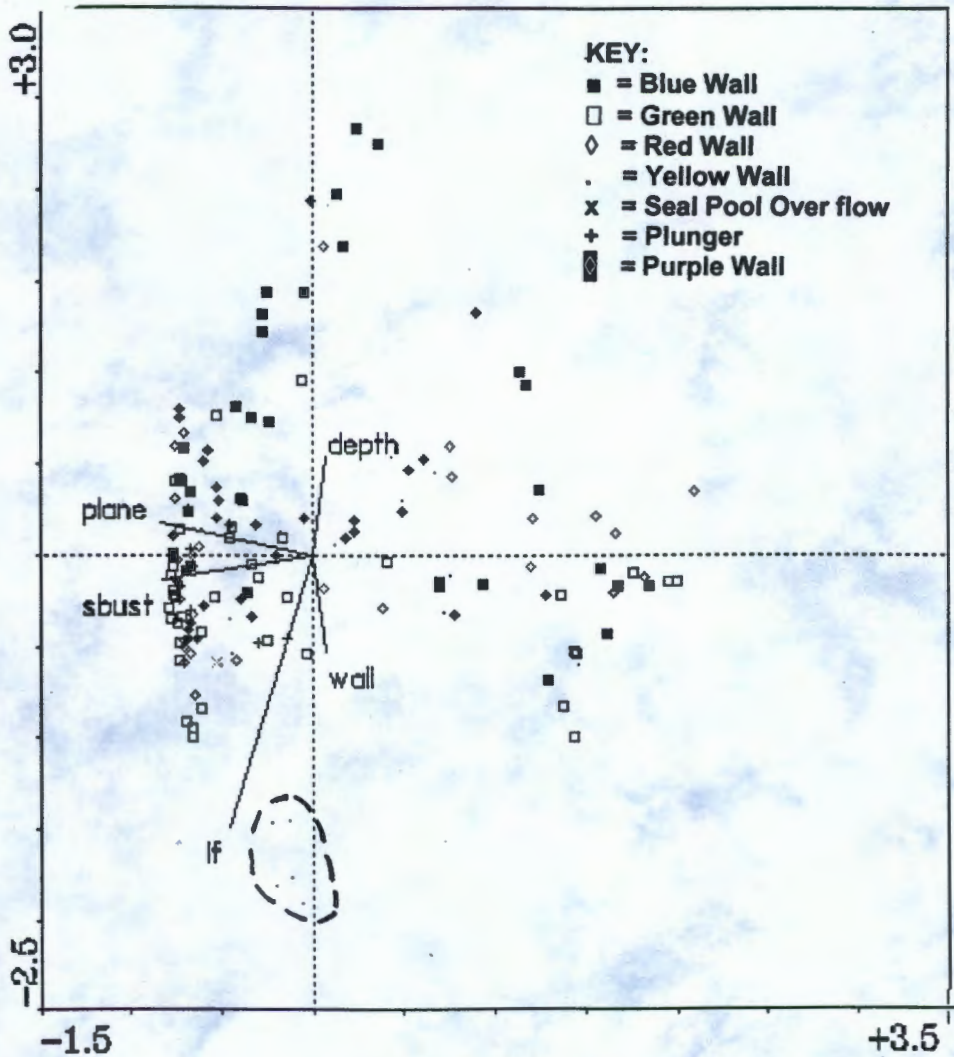 +3.0
KEY:
= Blue Wall
= Green Wall
= Red Wall
= Yellow Wall
x = Seal Pool Over flow
+ = Plunger
= Purple Wall
depth
plane
sbust
wall
lf
-2.5
-1.5
+3.5